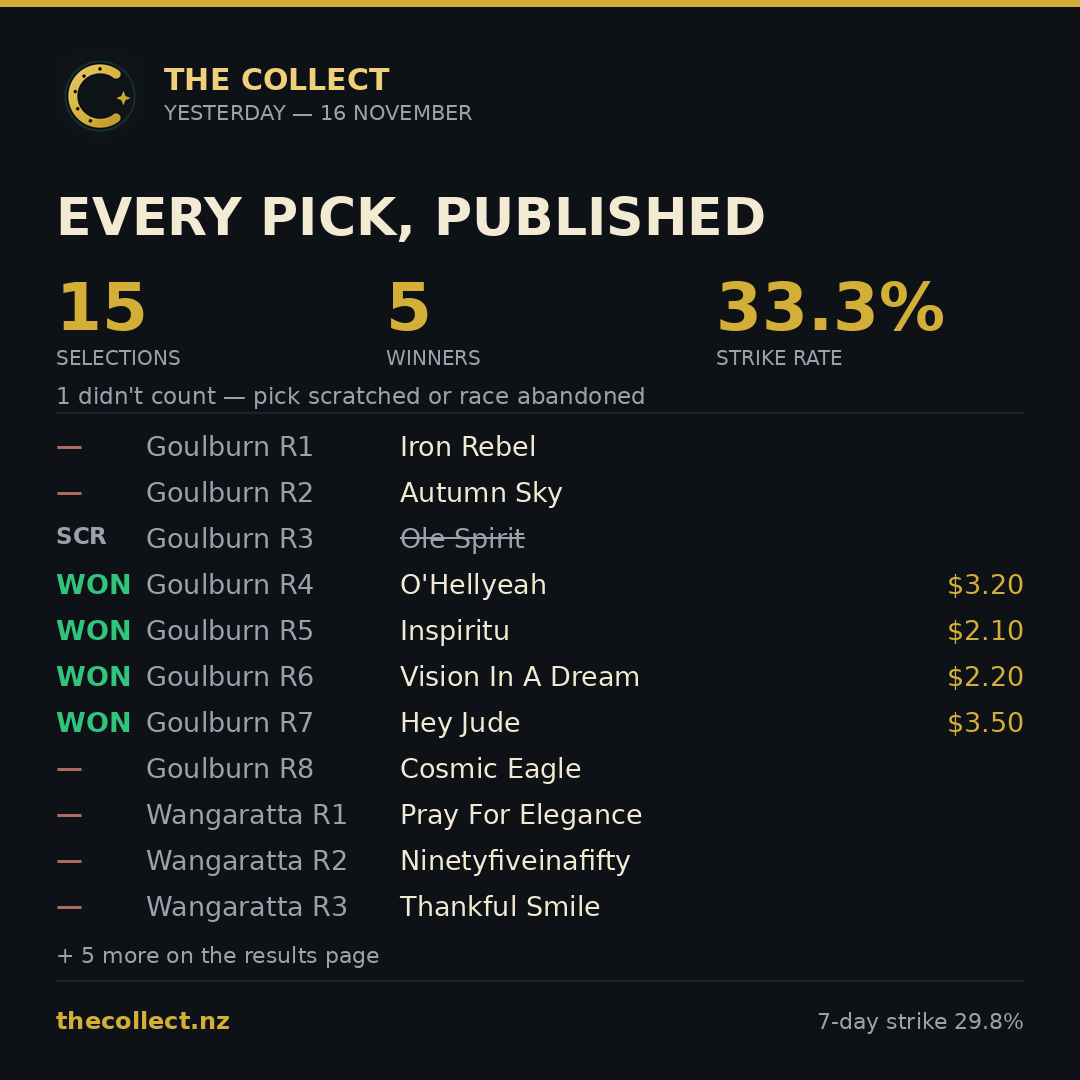 THE COLLECT
YESTERDAY — 16 NOVEMBER
EVERY PICK, PUBLISHED
15 5 33.3%
SELECTIONS WINNERS STRIKE RATE
1 didn't count — pick scratched or race abandoned
— Goulburn R1 Iron Rebel
— Goulburn R2 Autumn Sky
SCR Goulburn R3 Ole Spirit
WON Goulburn R4 O'Hellyeah $3.20
WON Goulburn R5 Inspiritu $2.10
WON Goulburn R6 Vision In A Dream $2.20
WON Goulburn R7 Hey Jude $3.50
— Goulburn R8 Cosmic Eagle
— Wangaratta R1 Pray For Elegance
— Wangaratta R2 Ninetyfiveinafifty
— Wangaratta R3 Thankful Smile
+ 5 more on the results page
thecollect.nz 7-day strike 29.8%